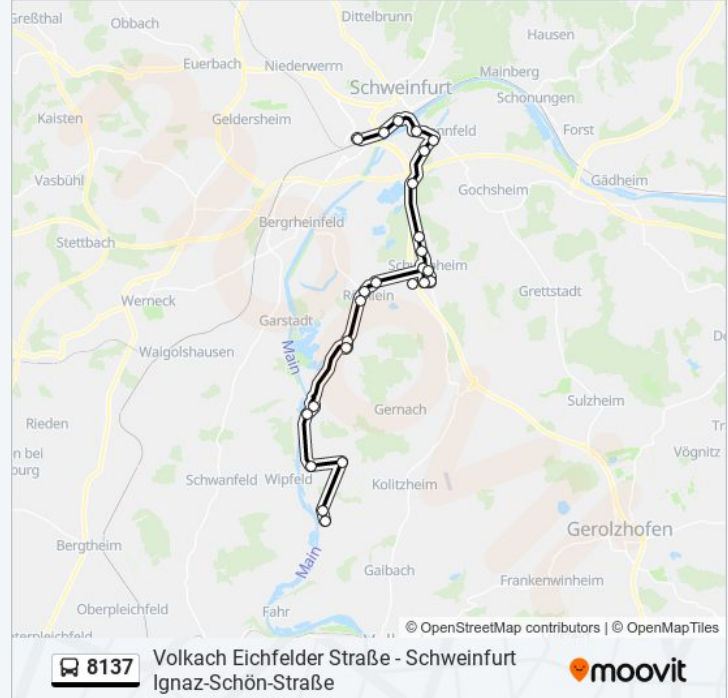 Greßthal
Obbach
Dittelbrunn
Hausen
Euerbach
Niederwerrn
Mainberg
Schweinfurt
Schonungen
Kaisten
Geldersheim
Forst
Vasbühl
Gochsheim
Gädheim
Bergrheinfeld
Stettbach
Werneck
Grettstadt
Garstadt
Waigolshausen
Main
Gernach
Sulzheim
Rieden
Vögnitz
Schwanfeld
Wipfeld
Kolitzheim
Gerolzhofen
Bergtheim
Main
Gaibach
Frankenwinheim
Oberpleichfeld
Fahr
© OpenStreetMap contributors | © OpenMapTiles
8137
Volkach Eichfelder Straße - Schweinfurt
Ignaz-Schön-Straße
moovit